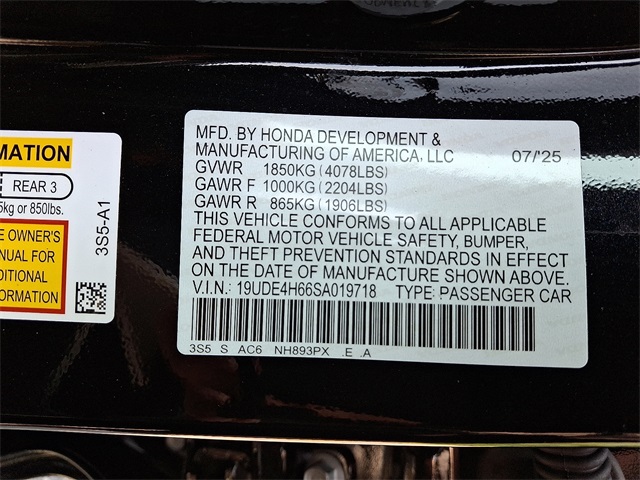 MATION
REAR 3
5kg or 850lbs.
E OWNER'S
ANUAL FOR
DITIONAL
FORMATION
3S5-A1
MFD. BY HONDA DEVELOPMENT &
MANUFACTURING OF AMERICA, LLC 07/'25
GVWR 1850KG (4078LBS)
GAWR F 1000KG (2204LBS)
GAWR R 865KG (1906LBS)
THIS VEHICLE CONFORMS TO ALL APPLICABLE
FEDERAL MOTOR VEHICLE SAFETY, BUMPER,
AND THEFT PREVENTION STANDARDS IN EFFECT
ON THE DATE OF MANUFACTURE SHOWN ABOVE.
V.I.N.: 19UDE4H66SA019718 TYPE: PASSENGER CAR
3S5 S AC6 NH893PX .E .A